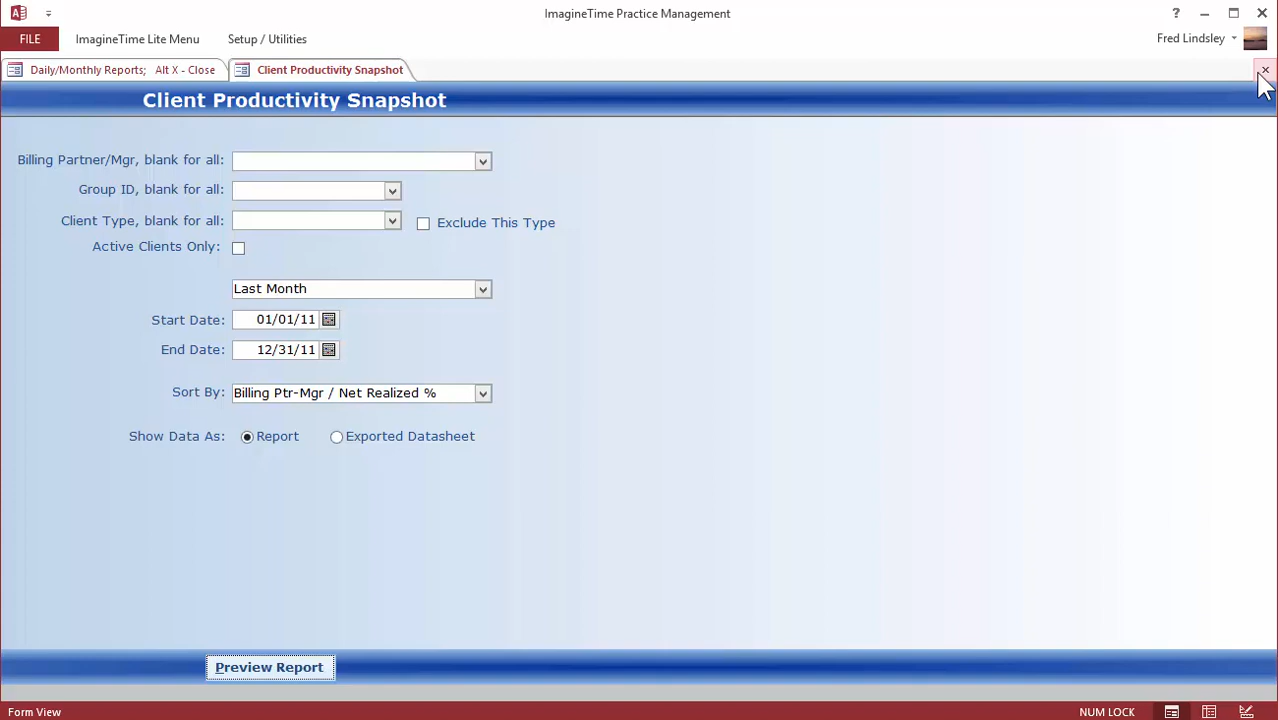 ImagineTime Practice Management
?
FILE ImagineTime Lite Menu Setup / Utilities Fred Lindsley
Daily/Monthly Reports; Alt X - Close Client Productivity Snapshot
Client Productivity Snapshot
Billing Partner/Mgr, blank for all:
Group ID, blank for all:
Client Type, blank for all: Exclude This Type
Active Clients Only:
Last Month
Start Date: 01/01/11
End Date: 12/31/11
Sort By: Billing Ptr-Mgr / Net Realized %
Show Data As: Report Exported Datasheet
Preview Report
Form View NUM LOCK